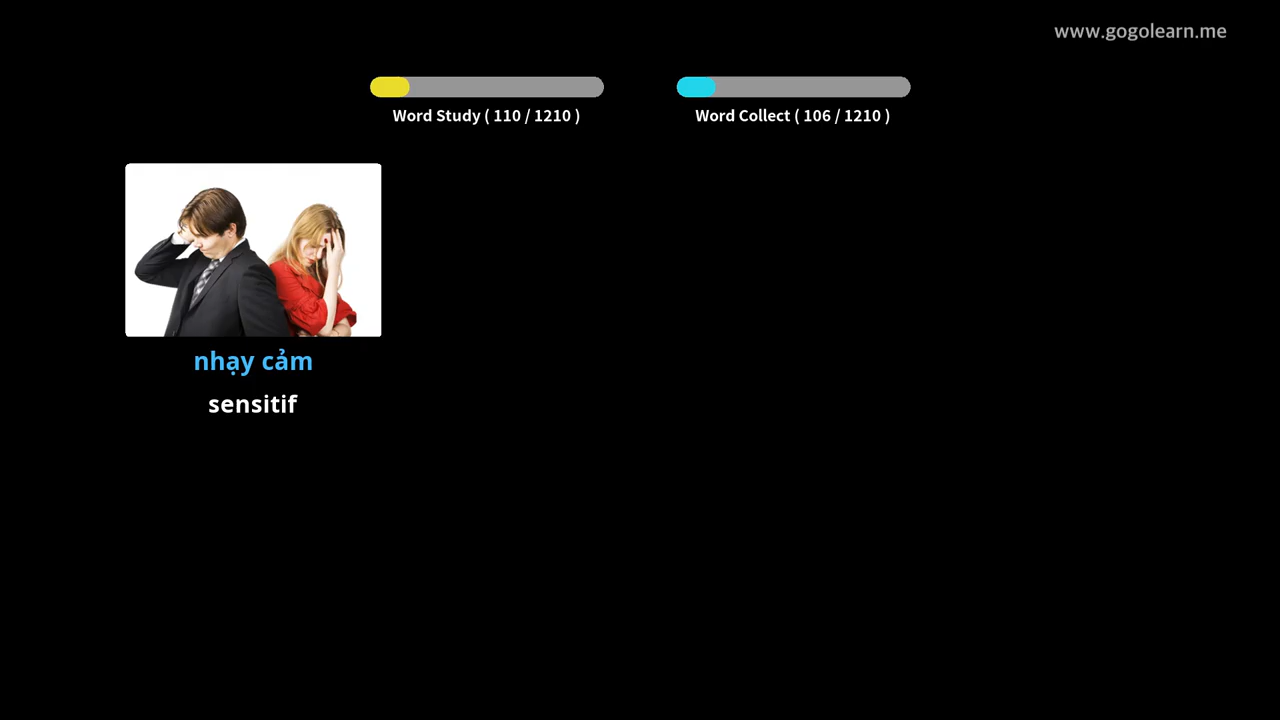 www.gogolearn.me
Word Study ( 110 / 1210 )
Word Collect ( 106 / 1210 )
nhạy cảm
sensitif